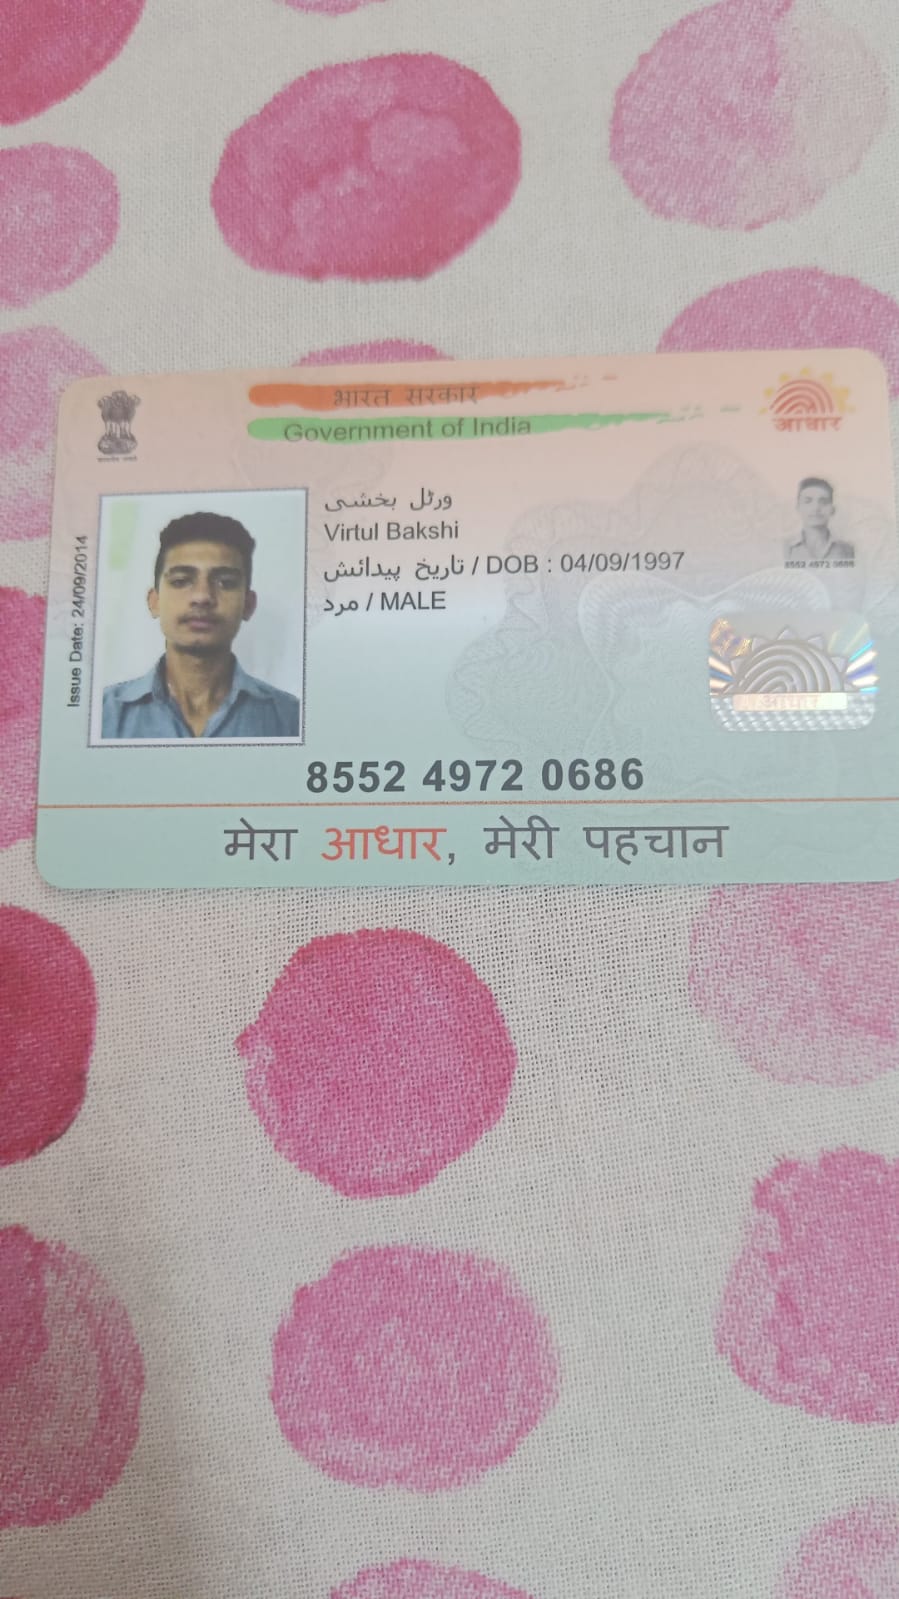 भारत सरकार
Government of India
आधार
Issue Date: 24/09/2014
ورٹل بخشی
Virtul Bakshi
تاریخ پیدائش / DOB : 04/09/1997
مرد / MALE
8552 4972 0686
आधार
8552 4972 0686
मेरा आधार, मेरी पहचान